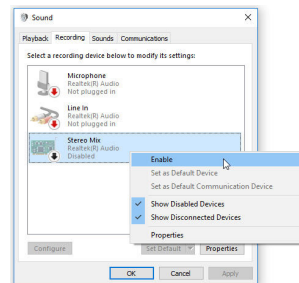 Sound
Playback Recording Sounds Communications
Select a recording device below to modify its settings:
Microphone
Realtek(R) Audio
Not plugged in
Line In
Realtek(R) Audio
Not plugged in
Stereo Mix
Realtek(R) Audio
Disabled
Enable
Set as Default Device
Set as Default Communication Device
Show Disabled Devices
Show Disconnected Devices
Properties
Configure Set Default Properties
OK Cancel Apply